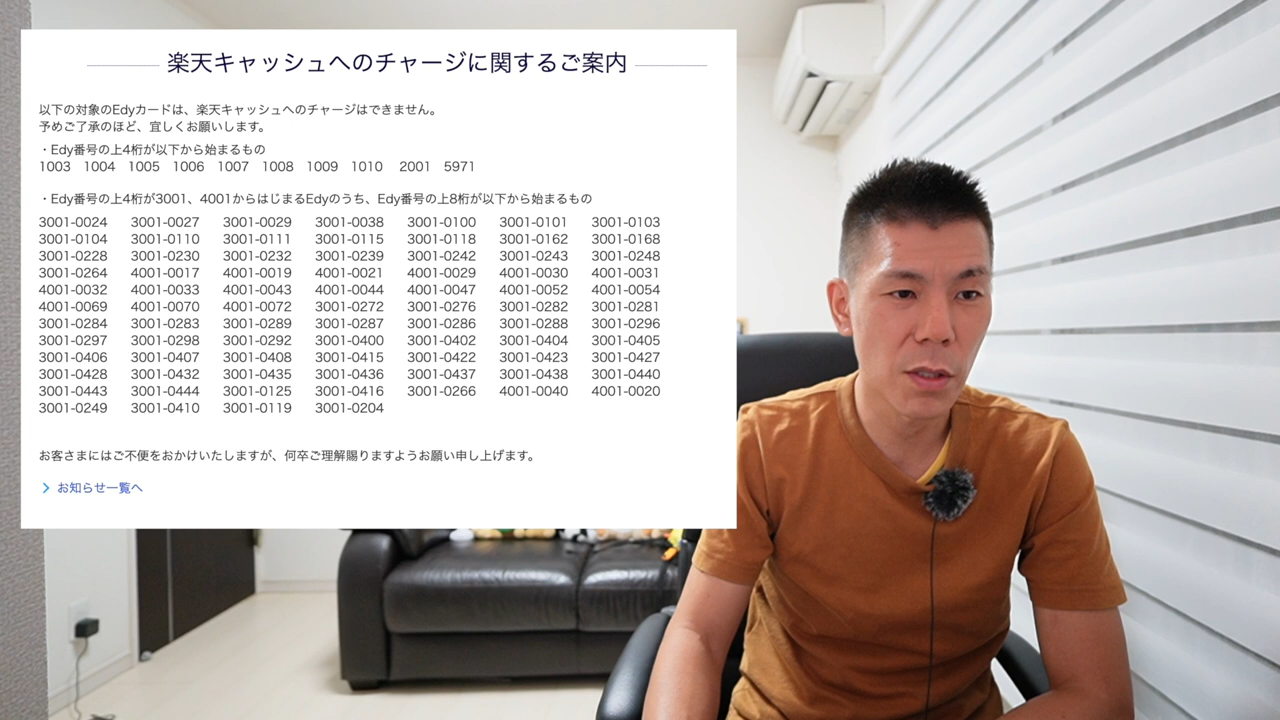 楽天キャッシュへのチャージに関するご案内
以下の対象のEdyカードは、楽天キャッシュへのチャージはできません。
予めご了承のほど、宜しくお願いします。
・Edy番号の上4桁が以下から始まるもの
1003 1004 1005 1006 1007 1008 1009 1010 2001 5971
・Edy番号の上4桁が3001、4001からはじまるEdyのうち、Edy番号の上8桁が以下から始まるもの
3001-0024 3001-0027 3001-0029 3001-0038 3001-0100 3001-0101 3001-0103
3001-0104 3001-0110 3001-0111 3001-0115 3001-0118 3001-0162 3001-0168
3001-0228 3001-0230 3001-0232 3001-0239 3001-0242 3001-0243 3001-0248
3001-0264 4001-0017 4001-0019 4001-0021 4001-0029 4001-0030 4001-0031
4001-0032 4001-0033 4001-0043 4001-0044 4001-0047 4001-0052 4001-0054
4001-0069 4001-0070 4001-0072 3001-0272 3001-0276 3001-0282 3001-0281
3001-0284 3001-0283 3001-0289 3001-0287 3001-0286 3001-0288 3001-0296
3001-0297 3001-0298 3001-0292 3001-0400 3001-0402 3001-0404 3001-0405
3001-0406 3001-0407 3001-0408 3001-0415 3001-0422 3001-0423 3001-0427
3001-0428 3001-0432 3001-0435 3001-0436 3001-0437 3001-0438 3001-0440
3001-0443 3001-0444 3001-0125 3001-0416 3001-0266 4001-0040 4001-0020
3001-0249 3001-0410 3001-0119 3001-0204
お客さまにはご不便をおかけいたしますが、何卒ご理解賜りますようお願い申し上げます。
お知らせ一覧へ